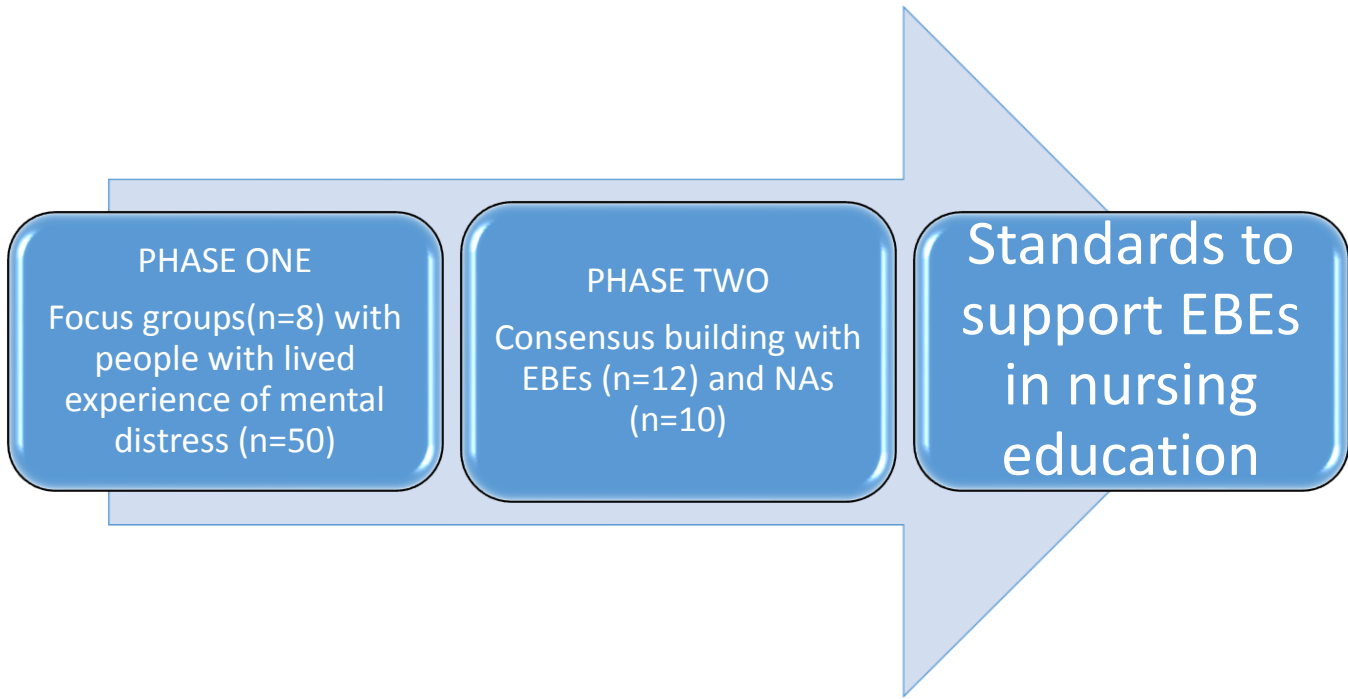 PHASE ONE
Focus groups(n=8) with
people with lived
experience of mental
distress (n=50)
PHASE TWO
Consensus building with
EBEs (n=12) and NAs
(n=10)
Standards to
support EBEs
in nursing
education